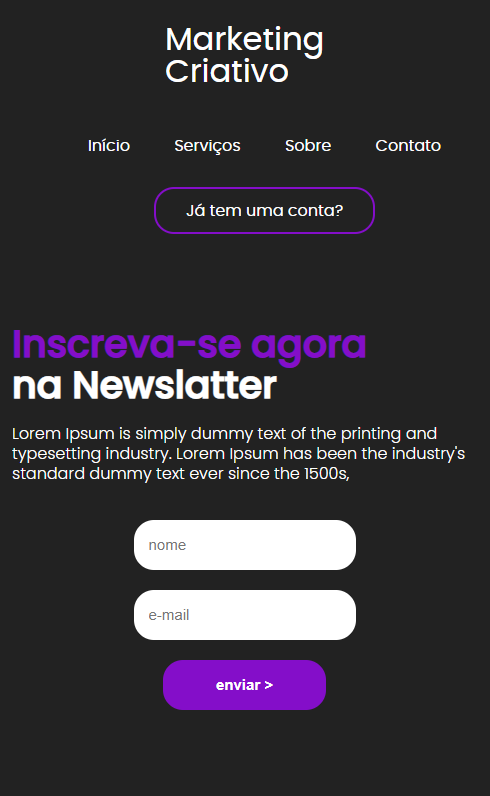 Marketing
Criativo
Início Serviços Sobre Contato
Já tem uma conta?
Inscreva-se agora
na Newslatter
Lorem Ipsum is simply dummy text of the printing and
typesetting industry. Lorem Ipsum has been the industry's
standard dummy text ever since the 1500s,
nome
e-mail
enviar >